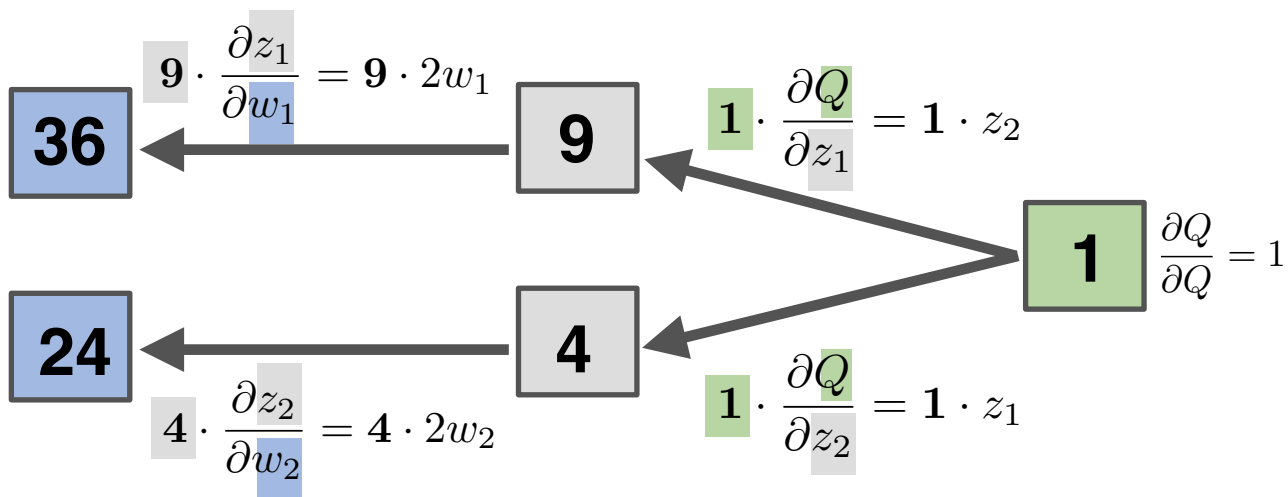 9 · ∂z₁/∂w₁ = 9 · 2w₁
36
9
1 · ∂Q/∂z₁ = 1 · z₂
1
∂Q/∂Q = 1
24
4
4 · ∂z₂/∂w₂ = 4 · 2w₂
1 · ∂Q/∂z₂ = 1 · z₁